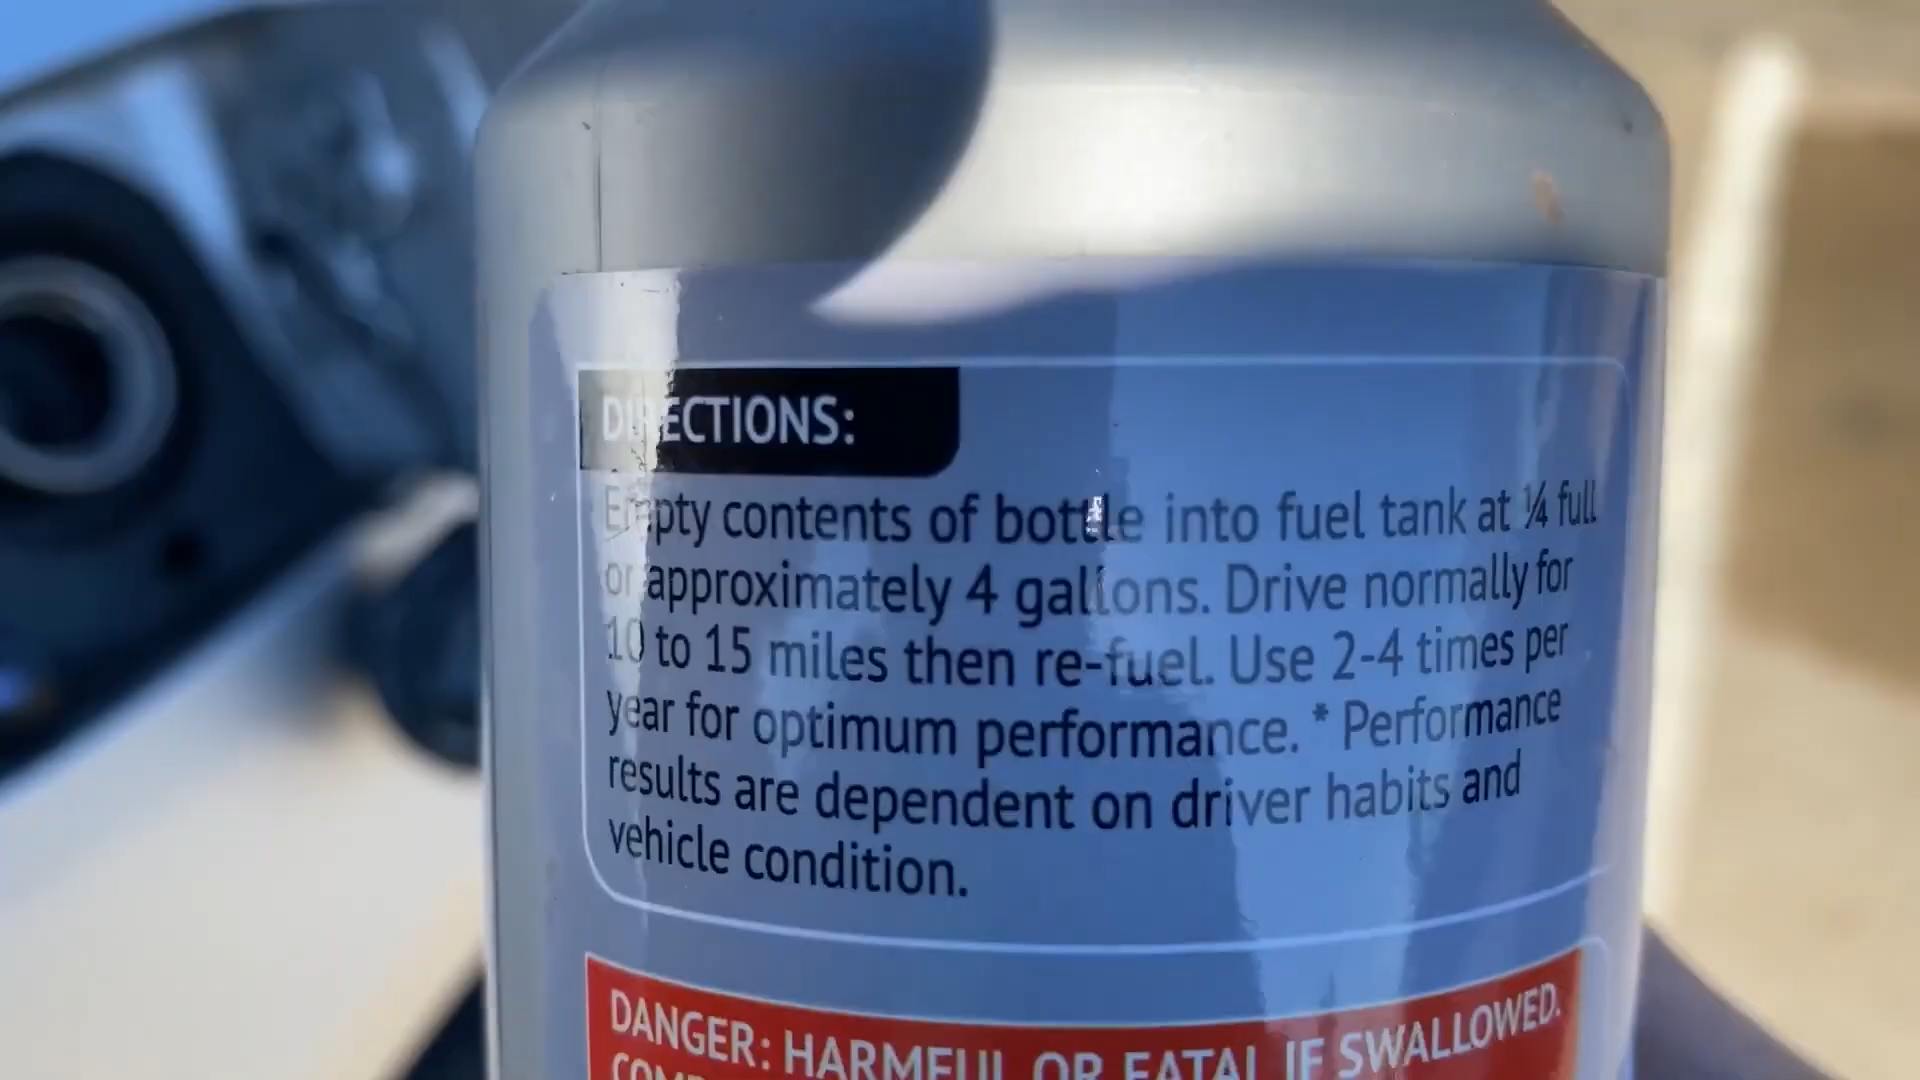 DIRECTIONS:
Empty contents of bottle into fuel tank at ¼ full
or approximately 4 gallons. Drive normally for
10 to 15 miles then re-fuel. Use 2-4 times per
year for optimum performance. * Performance
results are dependent on driver habits and
vehicle condition.
DANGER: HARMFUL OR FATAL IF SWALLOWED.